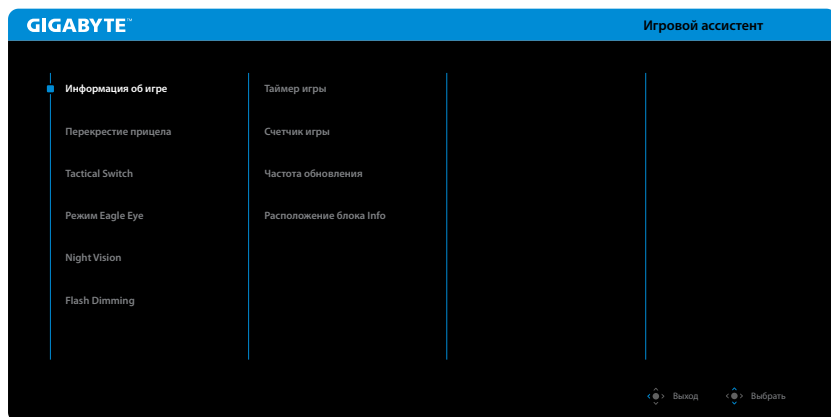 GIGABYTE™
Игровой ассистент
Информация об игре
Перекрестие прицела
Tactical Switch
Режим Eagle Eye
Night Vision
Flash Dimming
Таймер игры
Счетчик игры
Частота обновления
Расположение блока Info
Выход
Выбрать